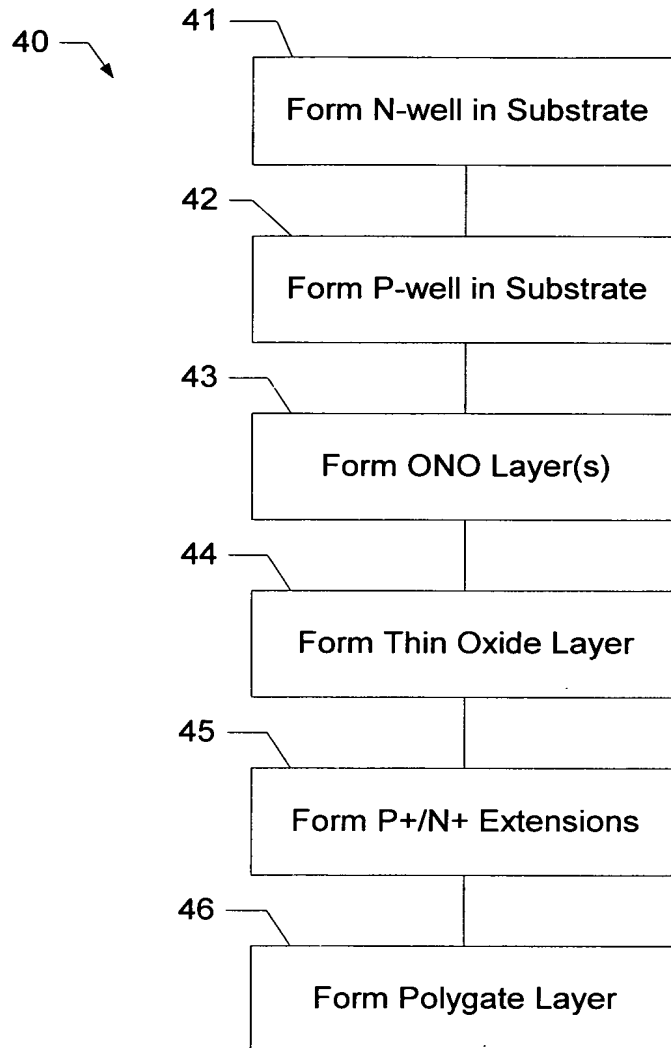 40
41
Form N-well in Substrate
42
Form P-well in Substrate
43
Form ONO Layer(s)
44
Form Thin Oxide Layer
45
Form P+/N+ Extensions
46
Form Polygate Layer